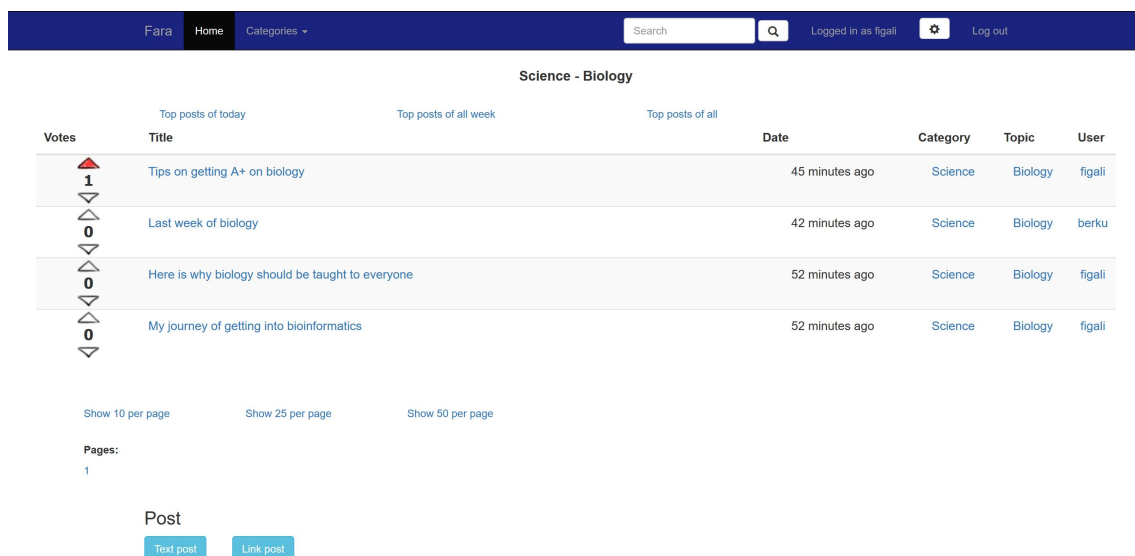 Fara Home Categories Search Logged in as figali Log out
Science - Biology
Top posts of today Top posts of all week Top posts of all
Votes Title Date Category Topic User
1 Tips on getting A+ on biology 45 minutes ago Science Biology figali
0 Last week of biology 42 minutes ago Science Biology berku
0 Here is why biology should be taught to everyone 52 minutes ago Science Biology figali
0 My journey of getting into bioinformatics 52 minutes ago Science Biology figali
Show 10 per page Show 25 per page Show 50 per page
Pages:
1
Post
Text post Link post